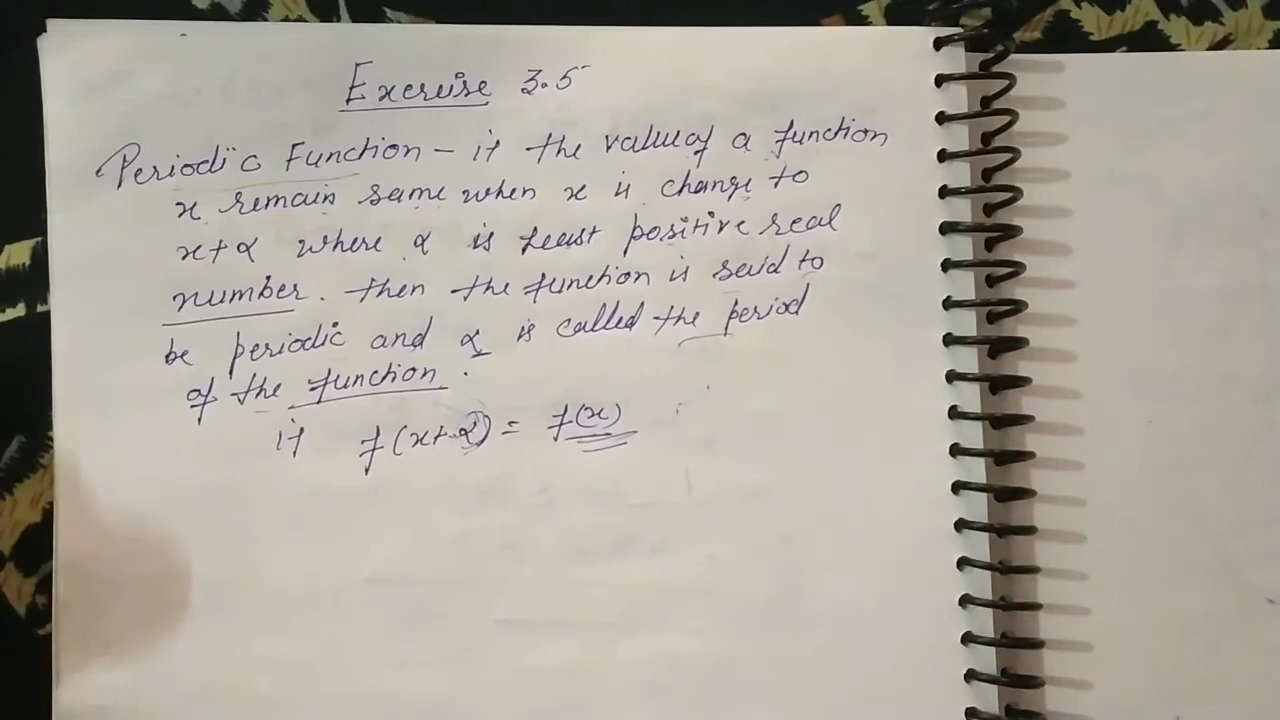 Exercise 3.5
Periodic Function - if the value of a function
x remain same when x is change to
x+α where α is least positive real
number. then the function is said to
be periodic and α is called the period
of the function.
if f(x+α) = f(x)